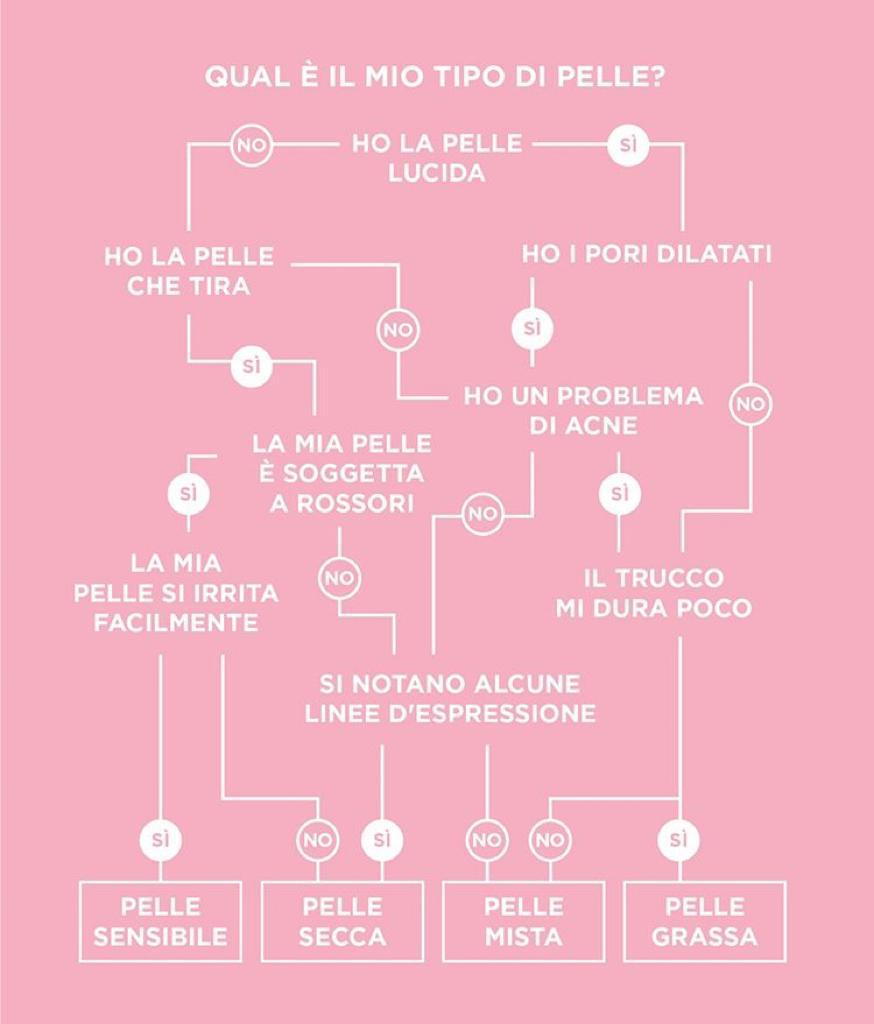 QUAL È IL MIO TIPO DI PELLE?
NO
HO LA PELLE
LUCIDA
SÌ
HO LA PELLE
CHE TIRA
HO I PORI DILATATI
NO
SÌ
SÌ
HO UN PROBLEMA
DI ACNE
NO
LA MIA PELLE
È SOGGETTA
A ROSSORI
SÌ
NO
SÌ
LA MIA
PELLE SI IRRITA
FACILMENTE
NO
IL TRUCCO
MI DURA POCO
SI NOTANO ALCUNE
LINEE D'ESPRESSIONE
SÌ
NO
SÌ
NO
NO
SÌ
PELLE
SENSIBILE
PELLE
SECCA
PELLE
MISTA
PELLE
GRASSA